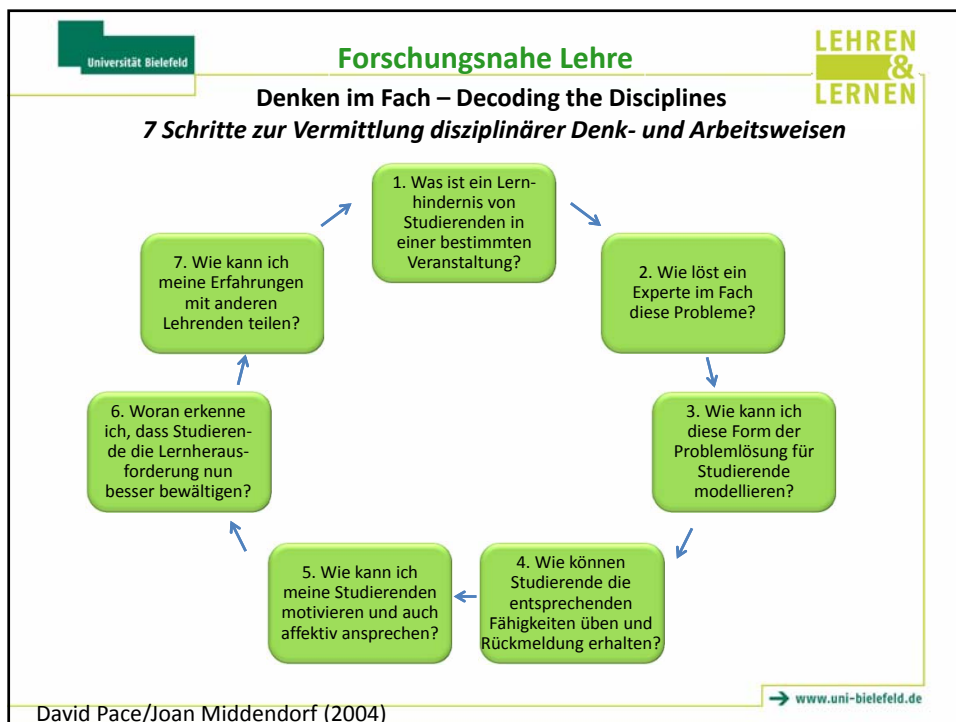 Universität Bielefeld
Forschungsnahe Lehre
LEHREN
&
LERNEN
Denken im Fach – Decoding the Disciplines
7 Schritte zur Vermittlung disziplinärer Denk- und Arbeitsweisen
1. Was ist ein Lern-
hindernis von
Studierenden in
einer bestimmten
Veranstaltung?
2. Wie löst ein
Experte im Fach
diese Probleme?
3. Wie kann ich
diese Form der
Problemlösung für
Studierende
modellieren?
4. Wie können
Studierende die
entsprechenden
Fähigkeiten üben und
Rückmeldung erhalten?
5. Wie kann ich
meine Studierenden
motivieren und auch
affektiv ansprechen?
6. Woran erkenne
ich, dass Studieren-
de die Lernheraus-
forderung nun
besser bewältigen?
7. Wie kann ich
meine Erfahrungen
mit anderen
Lehrenden teilen?
www.uni-bielefeld.de
David Pace/Joan Middendorf (2004)